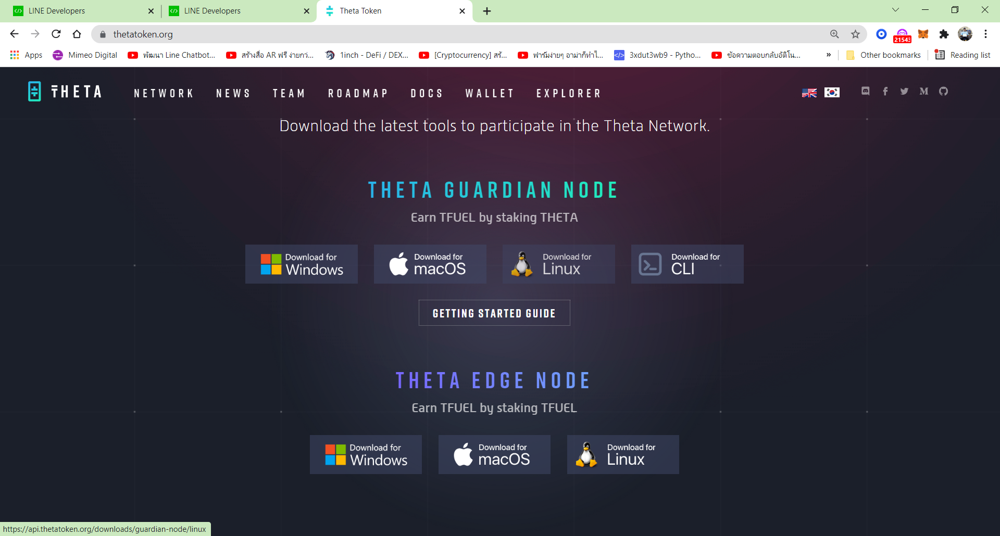 LINE Developers
LINE Developers
Theta Token
thetatoken.org
21543
Apps
Mimeo Digital
พัฒนา Line Chatbot...
สร้างสื่อ AR ฟรี ง่ายกว่...
1inch - DeFi / DEX...
[Cryptocurrency] สร้...
ฟาร์มง่ายๆ อาม่าก็ทำไ...
3xdut3wb9 - Pytho...
ข้อความตอบกลับอัติโน...
»
Other bookmarks
Reading list
THETA
NETWORK
NEWS
TEAM
ROADMAP
DOCS
WALLET
EXPLORER
Download the latest tools to participate in the Theta Network.
THETA GUARDIAN NODE
Earn TFUEL by staking THETA
Download for
Windows
Download for
macOS
Download for
Linux
Download for
CLI
GETTING STARTED GUIDE
THETA EDGE NODE
Earn TFUEL by staking TFUEL
Download for
Windows
Download for
macOS
Download for
Linux
https://api.thetatoken.org/downloads/guardian-node/linux